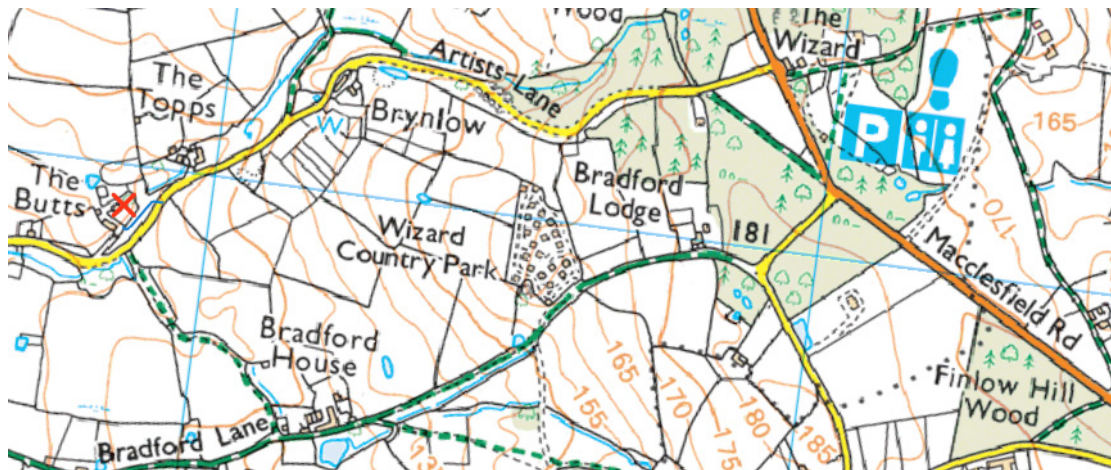 Wood
The
Wizard
Artists Lane
The
Topps
Brynlow
W
P
165
The
Butts
Bradford
Lodge
181
Wizard
Country Park
170
Macclesfield Rd
Bradford
House
165
170
155
180
175
185
Finlow Hill
Wood
Bradford Lane